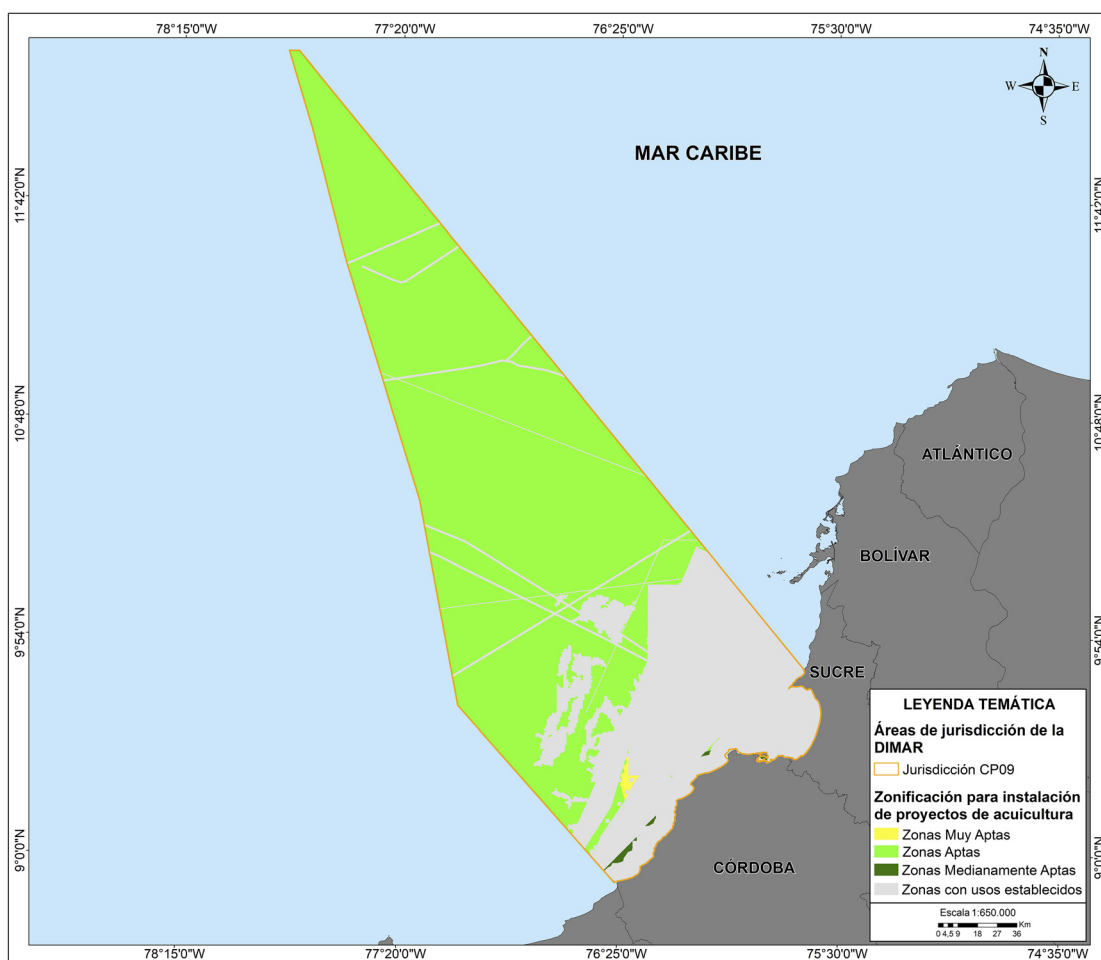 78°15'0"W
77°20'0"W
76°25'0"W
75°30'0"W
74°35'0"W
N
W
E
S
MAR CARIBE
11°42'0"N
11°42'0"N
10°48'0"N
10°48'0"N
ATLÁNTICO
BOLÍVAR
9°54'0"N
9°54'0"N
SUCRE
LEYENDA TEMÁTICA
Áreas de jurisdicción de la
DIMAR
Jurisdicción CP09
Zonificación para instalación
de proyectos de acuicultura
Zonas Muy Aptas
Zonas Aptas
Zonas Medianamente Aptas
Zonas con usos establecidos
Escala 1:650.000
Km
0 4,5 9 18 27 36
9°0'0"N
9°0'0"N
CÓRDOBA
78°15'0"W
77°20'0"W
76°25'0"W
75°30'0"W
74°35'0"W